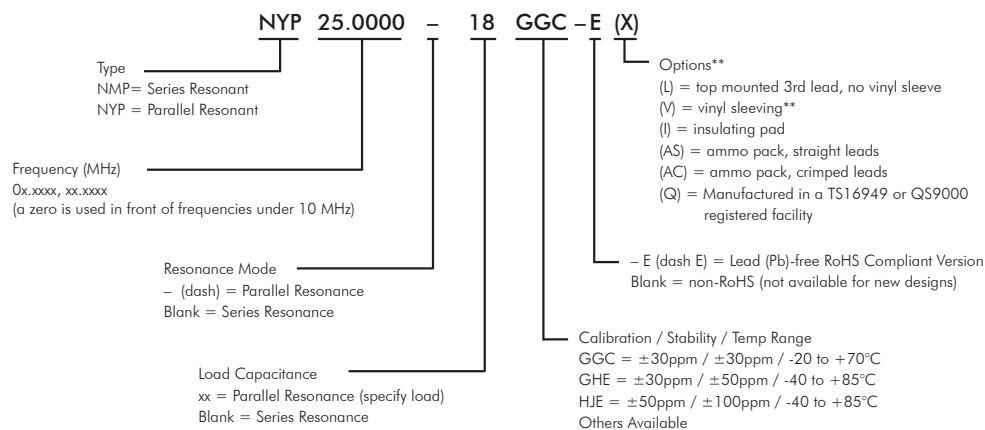 NYP 25.0000 – 18 GGC – E (X)
Type
NMP= Series Resonant
NYP = Parallel Resonant
Frequency (MHz)
0x.xxxx, xx.xxxx
(a zero is used in front of frequencies under 10 MHz)
Resonance Mode
– (dash) = Parallel Resonance
Blank = Series Resonance
Load Capacitance
xx = Parallel Resonance (specify load)
Blank = Series Resonance
Options**
(L) = top mounted 3rd lead, no vinyl sleeve
(V) = vinyl sleeving**
(I) = insulating pad
(AS) = ammo pack, straight leads
(AC) = ammo pack, crimped leads
(Q) = Manufactured in a TS16949 or QS9000
registered facility
– E (dash E) = Lead (Pb)-free RoHS Compliant Version
Blank = non-RoHS (not available for new designs)
Calibration / Stability / Temp Range
GGC = ±30ppm / ±30ppm / -20 to +70°C
GHE = ±30ppm / ±50ppm / -40 to +85°C
HJE = ±50ppm / ±100ppm / -40 to +85°C
Others Available